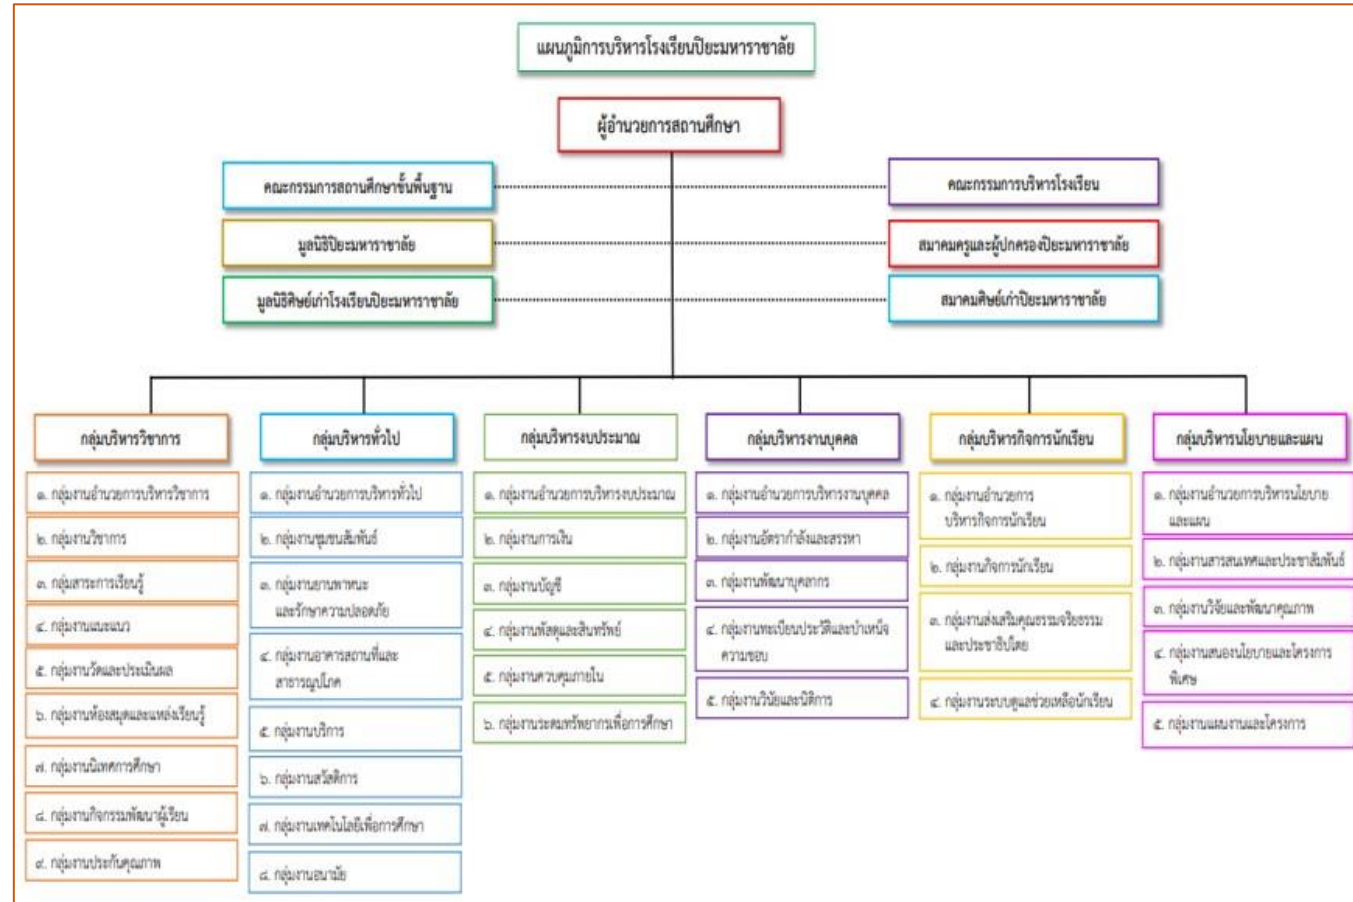 แผนภูมิการบริหารโรงเรียนปิยะมหาราชาลัย
ผู้อำนวยการสถานศึกษา
คณะกรรมการสถานศึกษาขั้นพื้นฐาน
คณะกรรมการบริหารโรงเรียน
มูลนิธิปิยะมหาราชาลัย
สมาคมครูและผู้ปกครองปิยะมหาราชาลัย
มูลนิธิศิษย์เก่าโรงเรียนปิยะมหาราชาลัย
สมาคมศิษย์เก่าปิยะมหาราชาลัย
กลุ่มบริหารวิชาการ
๑. กลุ่มงานอำนวยการบริหารวิชาการ
๒. กลุ่มงานวิชาการ
๓. กลุ่มสาระการเรียนรู้
๔. กลุ่มงานแนะแนว
๕. กลุ่มงานวัดและประเมินผล
๖. กลุ่มงานห้องสมุดและแหล่งเรียนรู้
๗. กลุ่มงานนิเทศการศึกษา
๘. กลุ่มงานกิจกรรมพัฒนาผู้เรียน
๙. กลุ่มงานประกันคุณภาพ
กลุ่มบริหารทั่วไป
๑. กลุ่มงานอำนวยการบริหารทั่วไป
๒. กลุ่มงานชุมชนสัมพันธ์
๓. กลุ่มงานยานพาหนะ
และรักษาความปลอดภัย
๔. กลุ่มงานอาคารสถานที่และ
สาธารณูปโภค
๕. กลุ่มงานบริการ
๖. กลุ่มงานสวัสดิการ
๗. กลุ่มงานเทคโนโลยีเพื่อการศึกษา
๘. กลุ่มงานอนามัย
กลุ่มบริหารงบประมาณ
๑. กลุ่มงานอำนวยการบริหารงบประมาณ
๒. กลุ่มงานการเงิน
๓. กลุ่มงานบัญชี
๔. กลุ่มงานพัสดุและสินทรัพย์
๕. กลุ่มงานควบคุมภายใน
๖. กลุ่มงานระดมทรัพยากรเพื่อการศึกษา
กลุ่มบริหารงานบุคคล
๑. กลุ่มงานอำนวยการบริหารงานบุคคล
๒. กลุ่มงานอัตรากำลังและสรรหา
๓. กลุ่มงานพัฒนาบุคลากร
๔. กลุ่มงานทะเบียนประวัติและบำเหน็จ
ความชอบ
๕. กลุ่มงานวินัยและนิติการ
กลุ่มบริหารกิจการนักเรียน
๑. กลุ่มงานอำนวยการ
บริหารกิจการนักเรียน
๒. กลุ่มงานกิจการนักเรียน
๓. กลุ่มงานส่งเสริมคุณธรรมจริยธรรม
และประชาธิปไตย
๔. กลุ่มงานระบบดูแลช่วยเหลือนักเรียน
กลุ่มบริหารนโยบายและแผน
๑. กลุ่มงานอำนวยการบริหารนโยบาย
และแผน
๒. กลุ่มงานสารสนเทศและประชาสัมพันธ์
๓. กลุ่มงานวิจัยและพัฒนาคุณภาพ
๔. กลุ่มงานสนองนโยบายและโครงการ
พิเศษ
๕. กลุ่มงานแผนงานและโครงการ